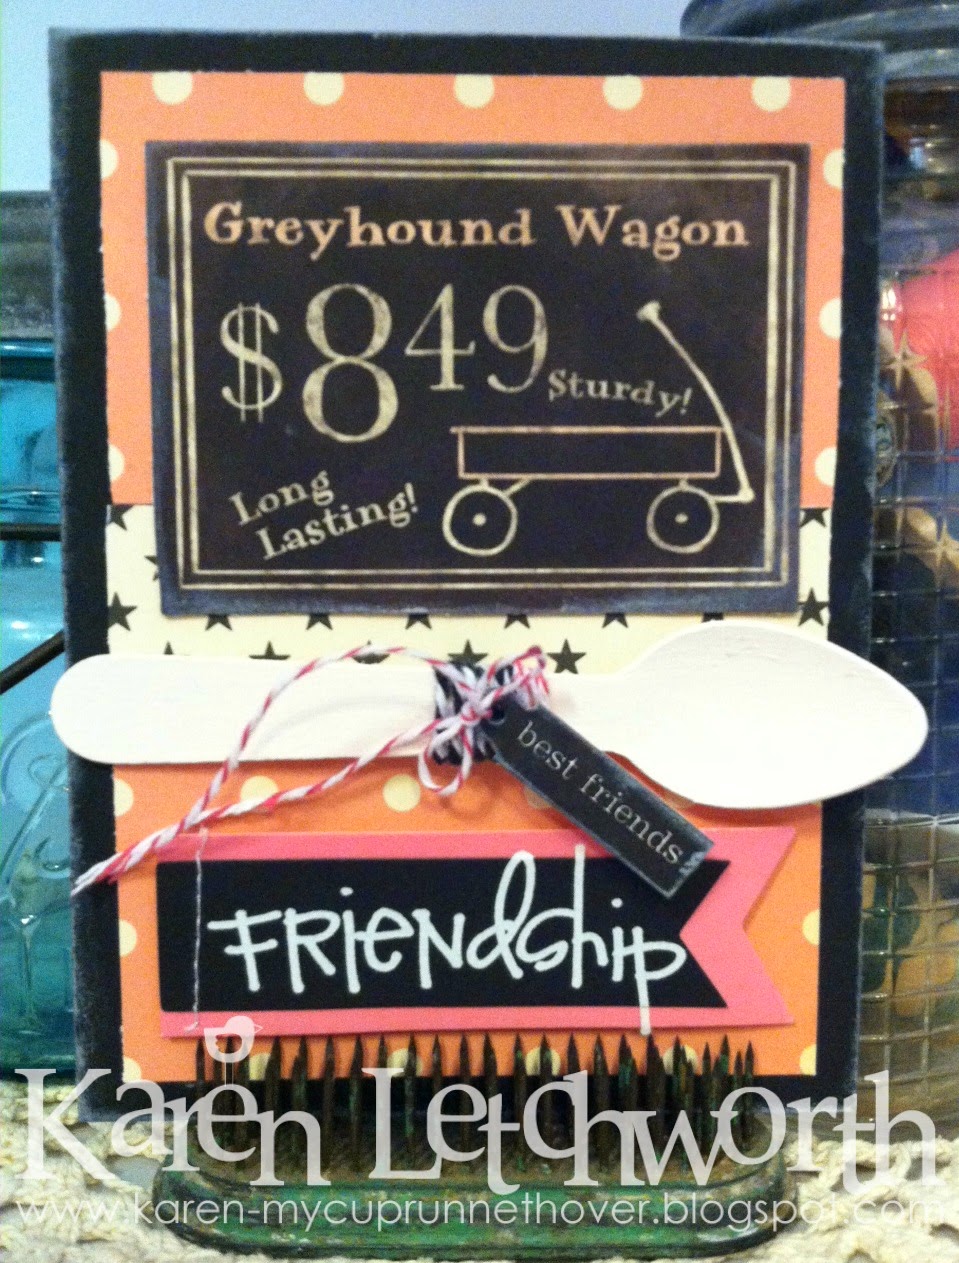 Greyhound Wagon
$849
Sturdy!
Long
Lasting!
best friends
Friendship
Karen Letchworth
www.karen-mycuprunnethover.blogspot.com